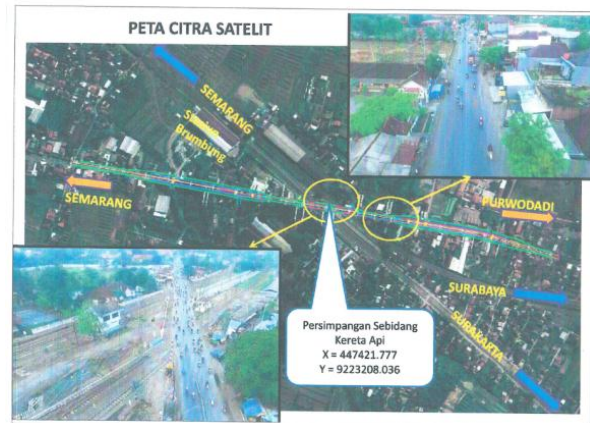 PETA CITRA SATELIT
SEMARANG
Stasiun
Brumbung
SEMARANG
PURWODADI
SURABAYA
SURAKARTA
Persimpangan Sebidang
Kereta Api
X = 447421.777
Y = 9223208.036